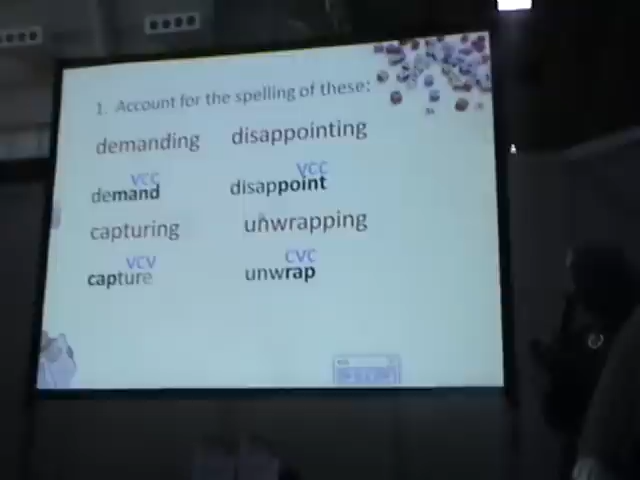 1. Account for the spelling of these:
demanding disappointing
VCC VCC
demand disappoint
capturing unwrapping
VCV CVC
capture unwrap